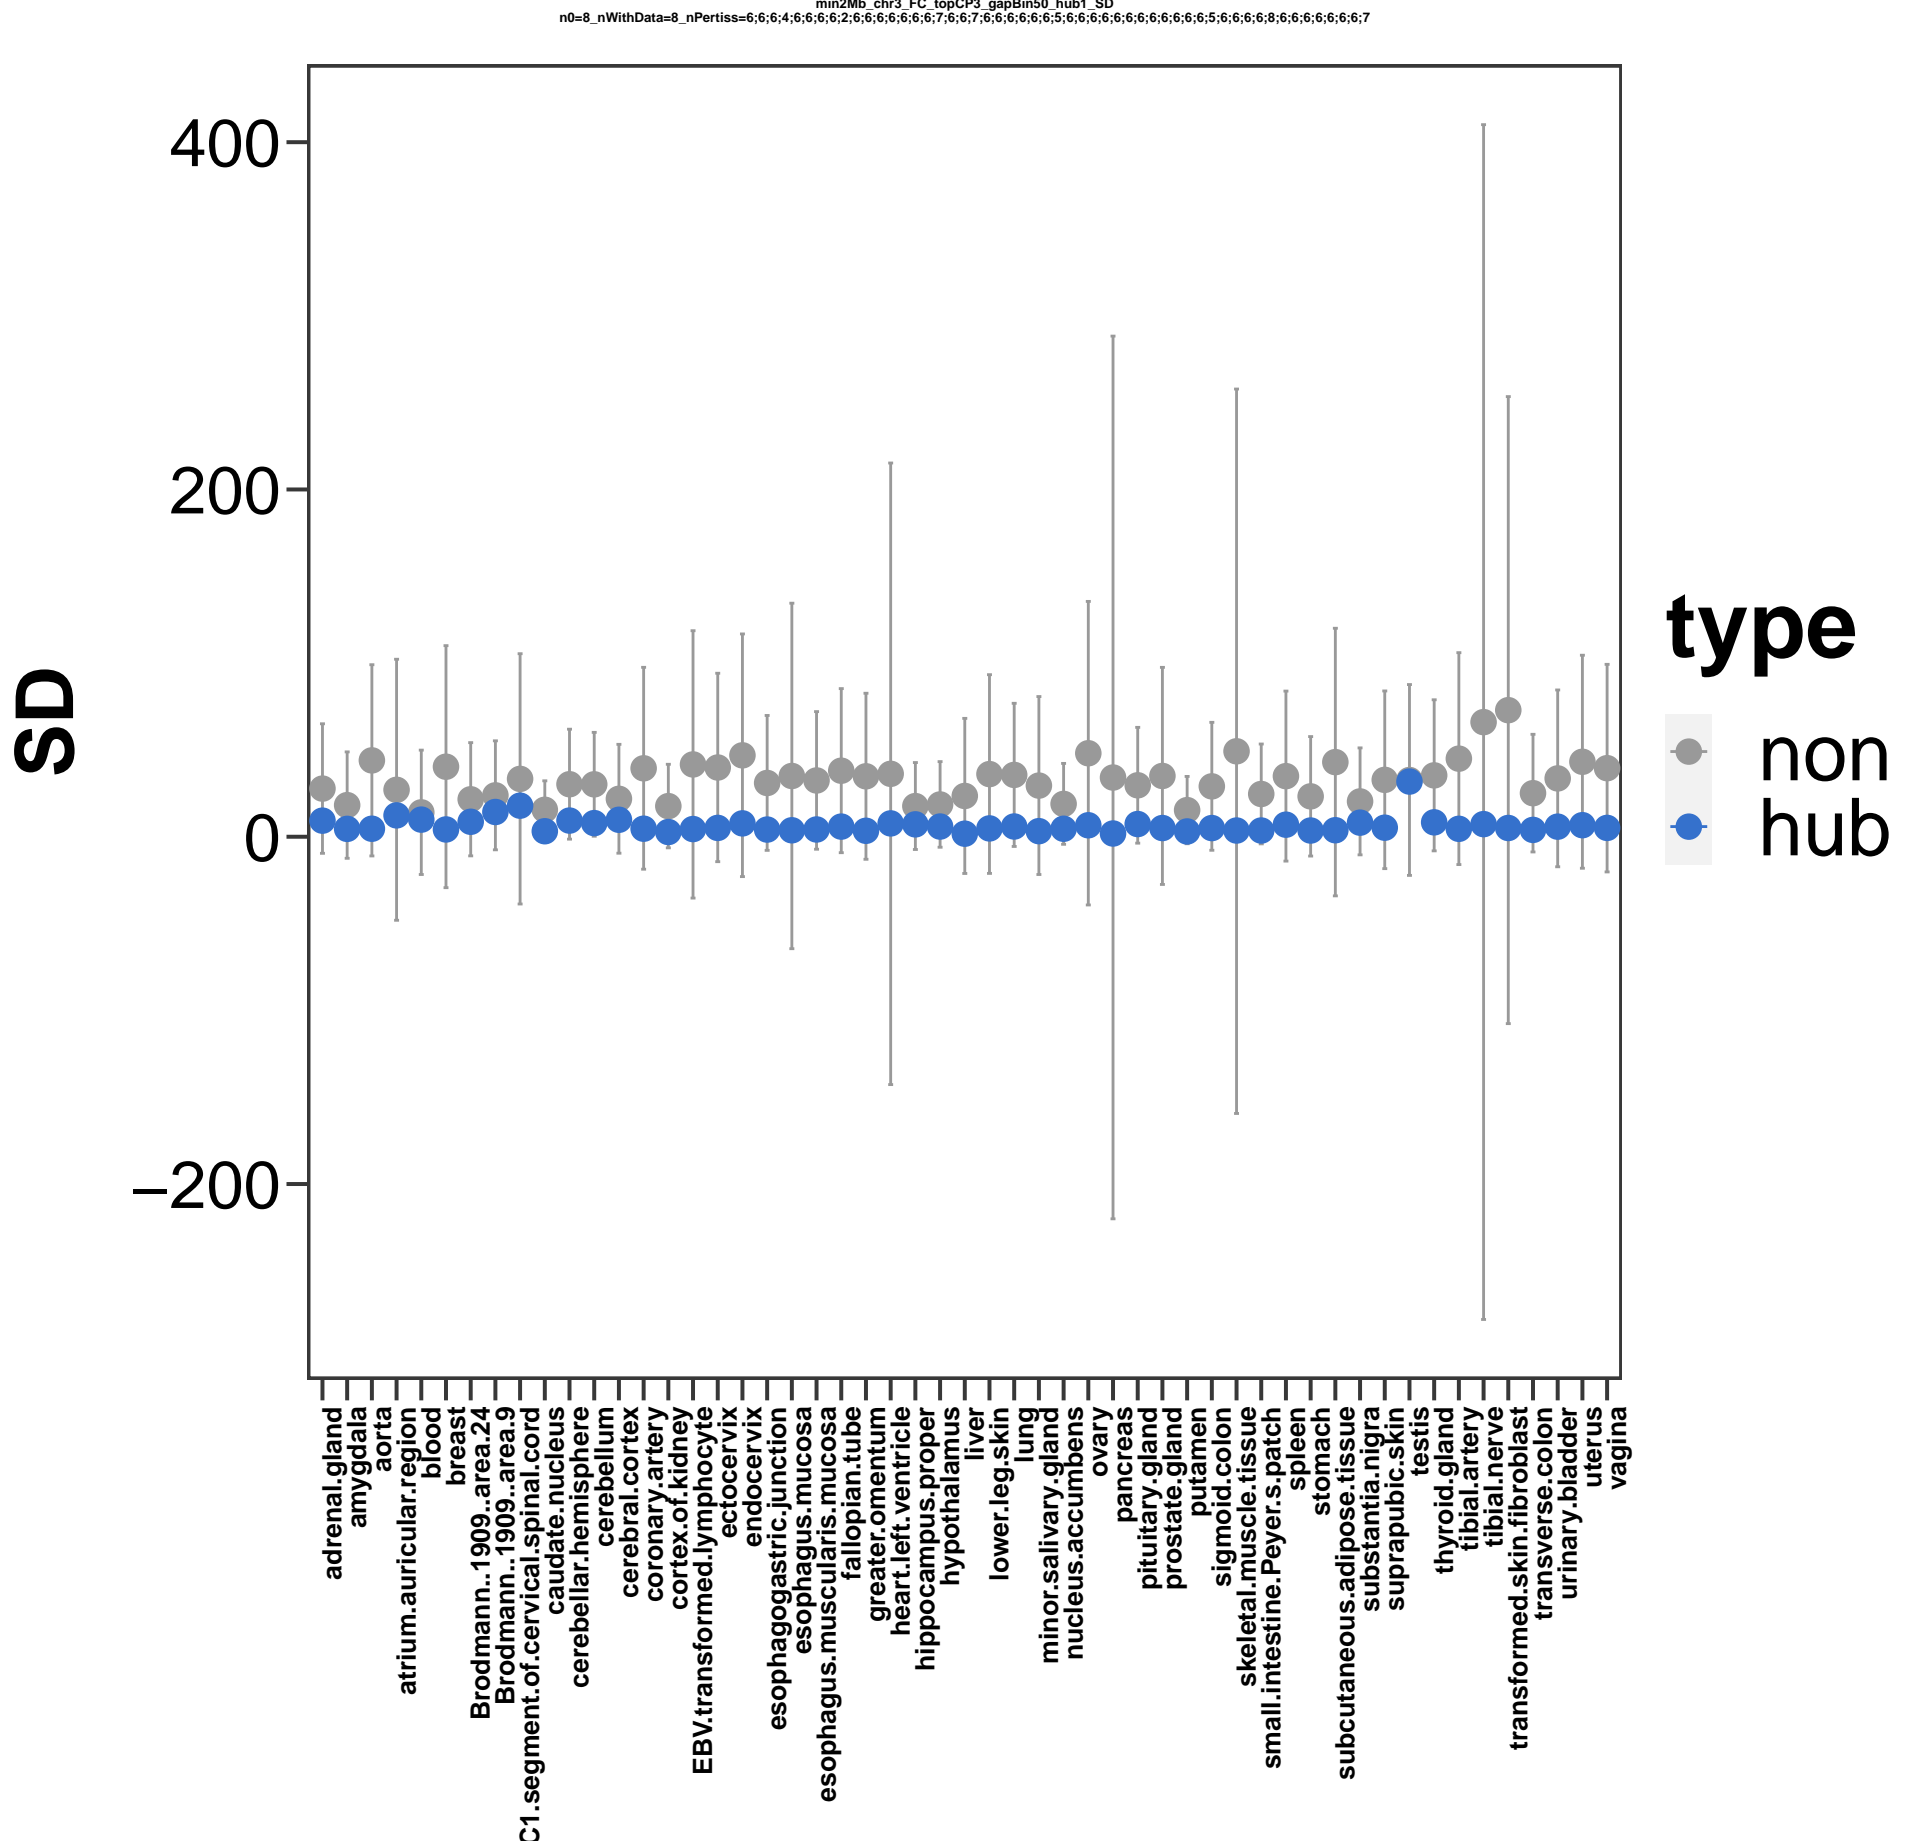 min2Mb_chr3_FC_topCP3_gapBin50_hub1_SD
n0=8_nWithData=8_nPertiss=6;6;6;4;6;6;6;6;2;6;6;6;6;6;6;6;7;6;6;7;6;6;6;6;6;6;5;6;6;6;6;6;6;6;6;6;6;6;6;5;6;6;6;6;8;6;6;6;6;6;6;6;7
SD
400
200
0
−200
adrenal.gland
amygdala
aorta
atrium.auricular.region
blood
breast
Brodmann..1909..area.24
Brodmann..1909..area.9
C1.segment.of.cervical.spinal.cord
caudate.nucleus
cerebellar.hemisphere
cerebellum
cerebral.cortex
coronary.artery
cortex.of.kidney
EBV.transformed.lymphocyte
ectocervix
endocervix
esophagogastric.junction
esophagus.mucosa
esophagus.muscularis.mucosa
fallopian.tube
greater.omentum
heart.left.ventricle
hippocampus.proper
hypothalamus
liver
lower.leg.skin
lung
minor.salivary.gland
nucleus.accumbens
ovary
pancreas
pituitary.gland
prostate.gland
putamen
sigmoid.colon
skeletal.muscle.tissue
small.intestine.Peyer.s.patch
spleen
stomach
subcutaneous.adipose.tissue
substantia.nigra
suprapubic.skin
testis
thyroid.gland
tibial.artery
tibial.nerve
transformed.skin.fibroblast
transverse.colon
urinary.bladder
uterus
vagina
type
non
hub